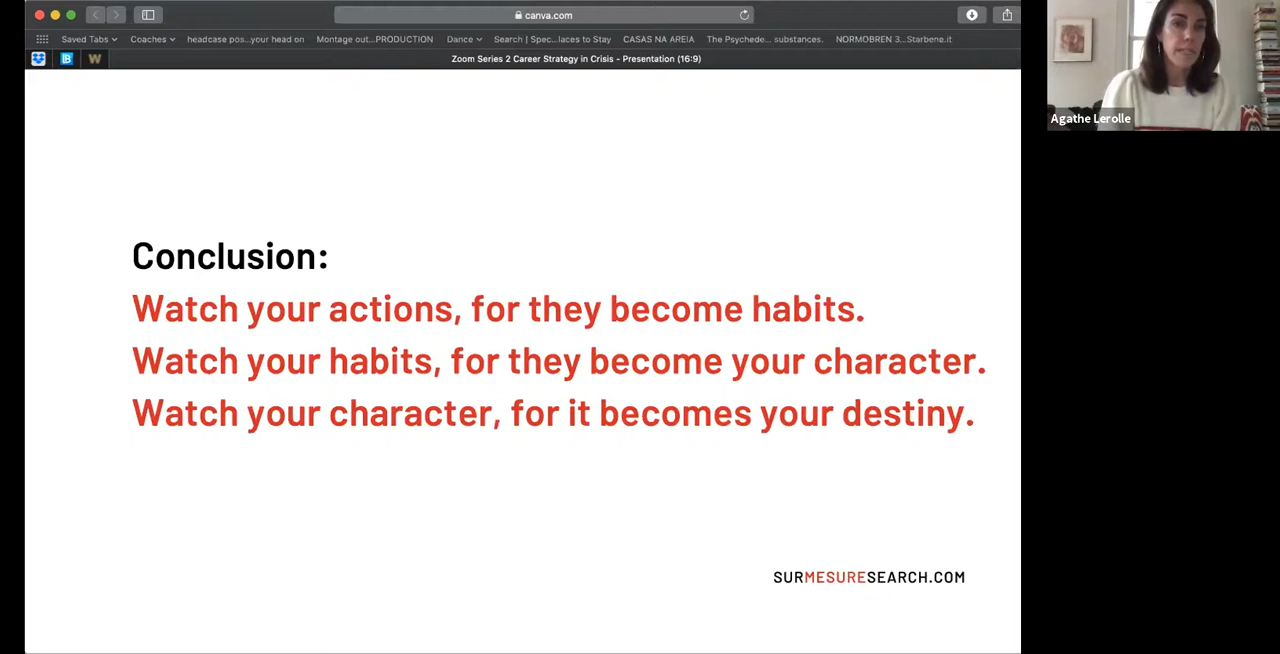 canva.com
Saved Tabs
Coaches
headcase pos...your head on
Montage out...PRODUCTION
Dance
Search | Spec...laces to Stay
CASAS NA AREIA
The Psychede... substances.
NORMOBREN 3...Starbene.it
B
W
Zoom Series 2 Career Strategy in Crisis - Presentation (16:9)
Agathe Lerolle
Conclusion:
Watch your actions, for they become habits.
Watch your habits, for they become your character.
Watch your character, for it becomes your destiny.
SURMESURESEARCH.COM